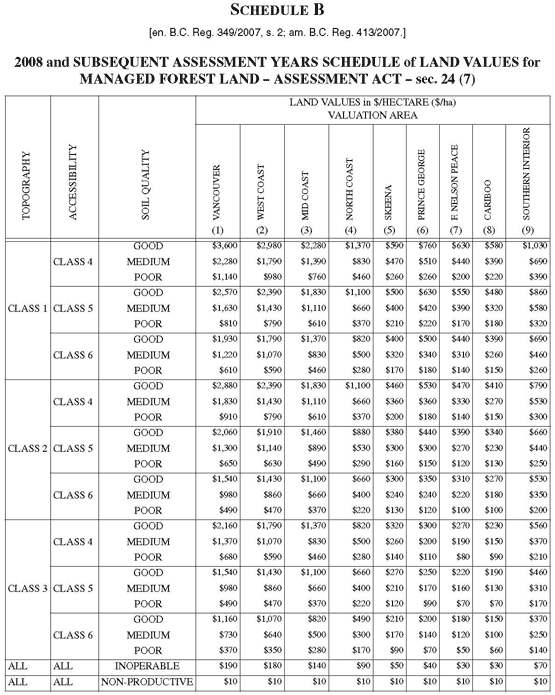 SCHEDULE B
[en. B.C. Reg. 349/2007, s. 2; am. B.C. Reg. 413/2007.]
2008 and SUBSEQUENT ASSESSMENT YEARS SCHEDULE of LAND VALUES for
MANAGED FOREST LAND – ASSESSMENT ACT – sec. 24 (7)
LAND VALUES in $/HECTARE ($/ha)
VALUATION AREA
TOPOGRAPHY ACCESSIBILITY SOIL QUALITY VANCOUVER WEST COAST MID COAST NORTH COAST SKEENA PRINCE GEORGE F. NELSON PEACE CARIBOO SOUTHERN INTERIOR
(1) (2) (3) (4) (5) (6) (7) (8) (9)
GOOD $3,600 $2,980 $2,280 $1,370 $590 $760 $630 $580 $1,030
CLASS 4 MEDIUM $2,280 $1,790 $1,390 $830 $470 $510 $440 $390 $690
POOR $1,140 $980 $760 $460 $260 $260 $200 $220 $390
GOOD $2,570 $2,390 $1,830 $1,100 $500 $630 $550 $480 $860
CLASS 1 CLASS 5 MEDIUM $1,630 $1,430 $1,110 $660 $400 $420 $390 $320 $580
POOR $810 $790 $610 $370 $210 $220 $170 $180 $320
GOOD $1,930 $1,790 $1,370 $820 $400 $500 $440 $390 $690
CLASS 6 MEDIUM $1,220 $1,070 $830 $500 $320 $340 $310 $260 $460
POOR $610 $590 $460 $280 $170 $180 $140 $150 $260
GOOD $2,880 $2,390 $1,830 $1,100 $460 $530 $470 $410 $790
CLASS 4 MEDIUM $1,830 $1,430 $1,110 $660 $360 $360 $330 $270 $530
POOR $910 $790 $610 $370 $200 $180 $140 $150 $300
GOOD $2,060 $1,910 $1,460 $880 $380 $440 $390 $340 $660
CLASS 2 CLASS 5 MEDIUM $1,300 $1,140 $890 $530 $300 $300 $270 $230 $440
POOR $650 $630 $490 $290 $160 $150 $120 $130 $250
GOOD $1,540 $1,430 $1,100 $660 $300 $350 $310 $270 $530
CLASS 6 MEDIUM $980 $860 $660 $400 $240 $240 $220 $180 $350
POOR $490 $470 $370 $220 $130 $120 $100 $100 $200
GOOD $2,160 $1,790 $1,370 $820 $320 $300 $270 $230 $560
CLASS 4 MEDIUM $1,370 $1,070 $830 $500 $260 $200 $190 $150 $370
POOR $680 $590 $460 $280 $140 $110 $80 $90 $210
GOOD $1,540 $1,430 $1,100 $660 $270 $250 $220 $190 $460
CLASS 3 CLASS 5 MEDIUM $980 $860 $660 $400 $210 $170 $160 $130 $310
POOR $490 $470 $370 $220 $120 $90 $70 $70 $170
GOOD $1,160 $1,070 $820 $490 $210 $200 $180 $150 $370
CLASS 6 MEDIUM $730 $640 $500 $300 $170 $140 $120 $100 $250
POOR $370 $350 $280 $170 $90 $70 $50 $60 $140
ALL ALL INOPERABLE $190 $180 $140 $90 $50 $40 $30 $30 $70
ALL ALL NON-PRODUCTIVE $10 $10 $10 $10 $10 $10 $10 $10 $10